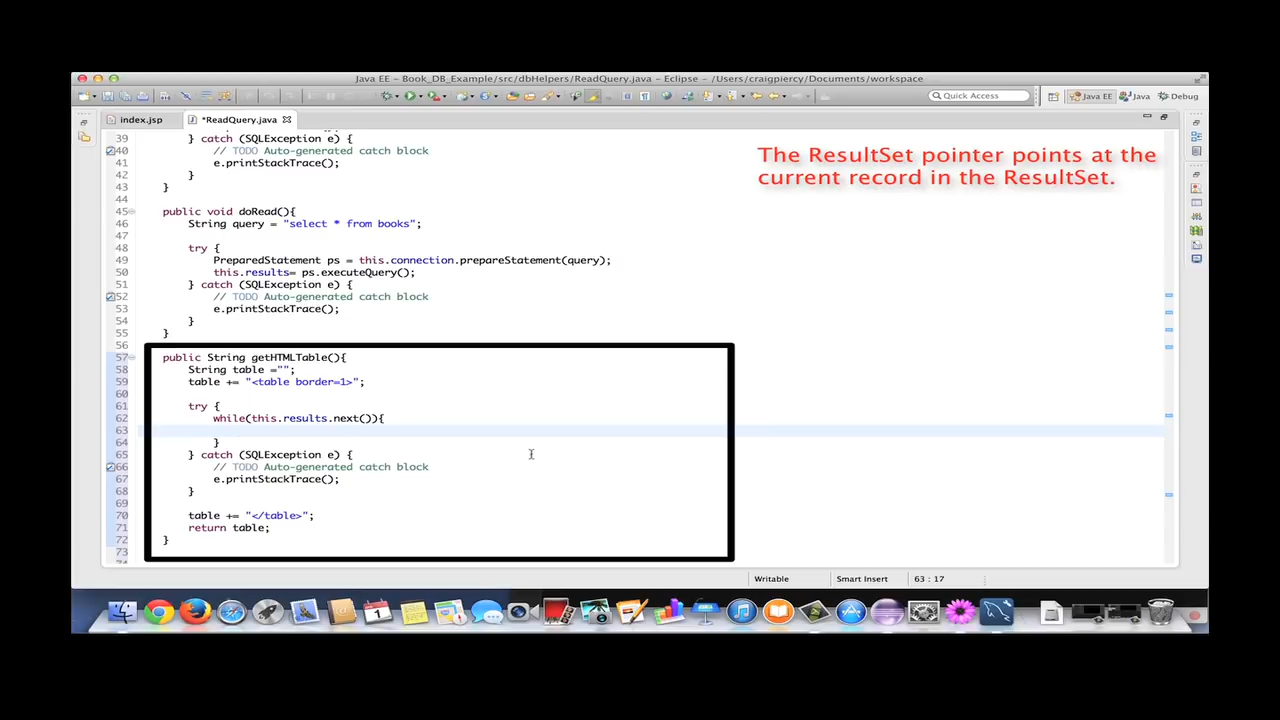 Java EE - Book_DB_Example/src/dbHelpers/ReadQuery.java - Eclipse - /Users/craigpiercy/Documents/workspace
Quick Access
Java EE
Java
Debug
index.jsp
*ReadQuery.java
The ResultSet pointer points at the
current record in the ResultSet.
39 } catch (SQLException e) {
40 // TODO Auto-generated catch block
41 e.printStackTrace();
42 }
43 }
44
45 public void doRead(){
46 String query = "select * from books";
47
48 try {
49 PreparedStatement ps = this.connection.prepareStatement(query);
50 this.results= ps.executeQuery();
51 } catch (SQLException e) {
52 // TODO Auto-generated catch block
53 e.printStackTrace();
54 }
55 }
56
57 public String getHTMLTable(){
58 String table ="";
59 table += "<table border=1>";
60
61 try {
62 while(this.results.next()){
63
64 }
65 } catch (SQLException e) {
66 // TODO Auto-generated catch block
67 e.printStackTrace();
68 }
69
70 table += "</table>";
71 return table;
72 }
73
Writable
Smart Insert
63 : 17